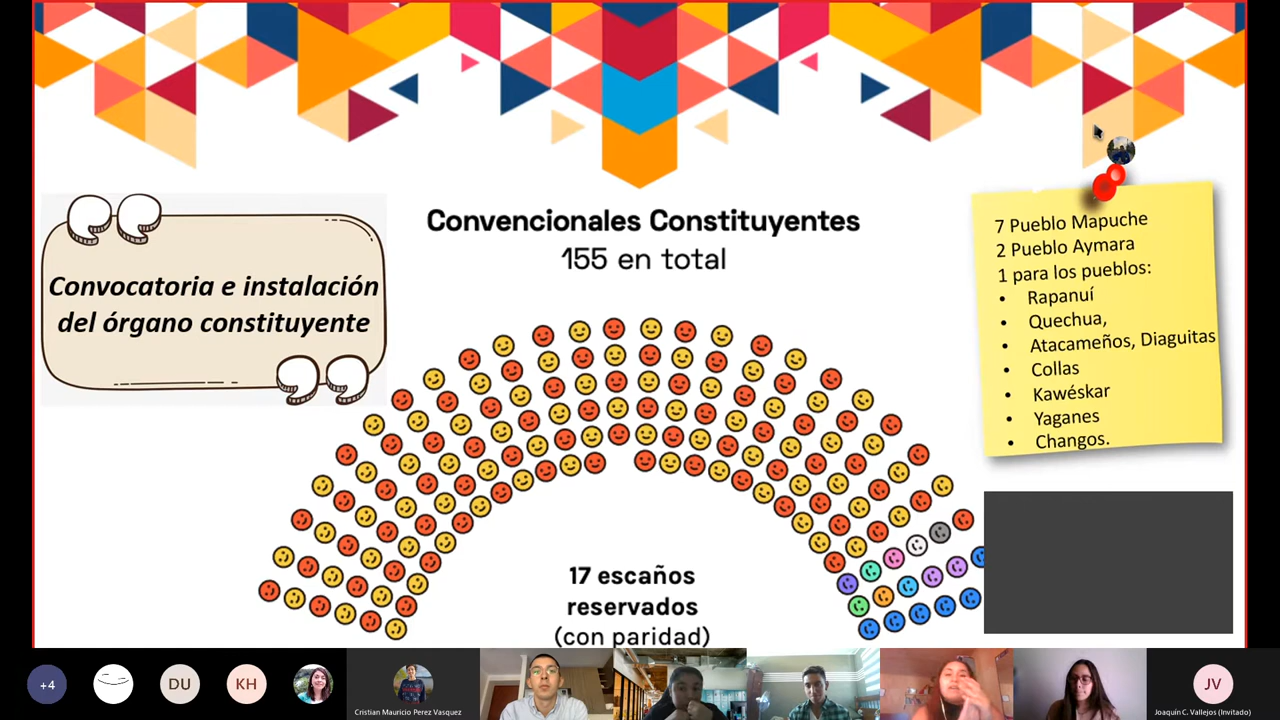 Convencionales Constituyentes
155 en total
Convocatoria e instalación
del órgano constituyente
7 Pueblo Mapuche
2 Pueblo Aymara
1 para los pueblos:
• Rapanuí
• Quechua,
• Atacameños, Diaguitas
• Collas
• Kawéskar
• Yaganes
• Changos.
17 escaños
reservados
(con paridad)
+4
DU
KH
Cristian Mauricio Perez Vasquez
JV
Joaquín C. Vallejos (Invitado)